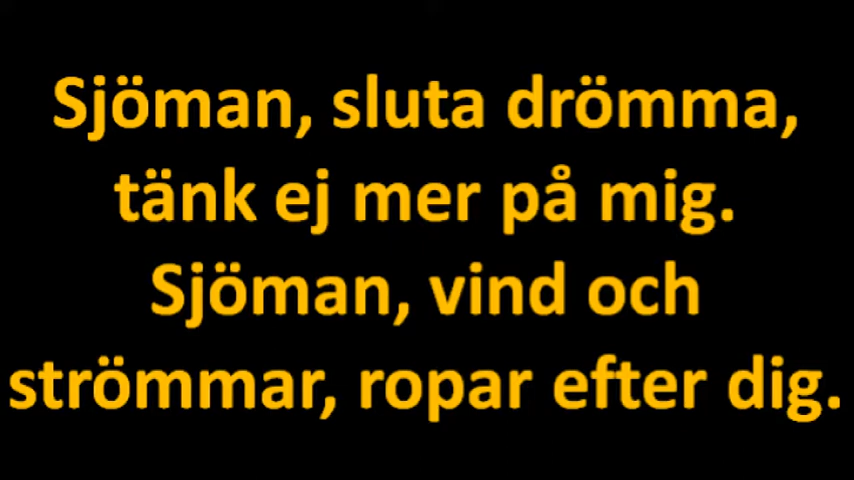 Sjöman, sluta drömma,
tänk ej mer på mig.
Sjöman, vind och
strömmar, ropar efter dig.